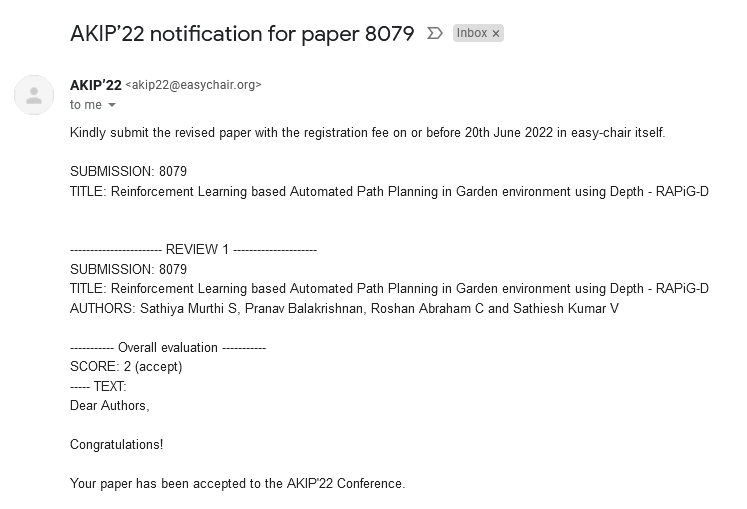 AKIP’22 notification for paper 8079 Inbox x
AKIP’22 <akip22@easychair.org>
to me
Kindly submit the revised paper with the registration fee on or before 20th June 2022 in easy-chair itself.
SUBMISSION: 8079
TITLE: Reinforcement Learning based Automated Path Planning in Garden environment using Depth - RAPiG-D
----------------------- REVIEW 1 ---------------------
SUBMISSION: 8079
TITLE: Reinforcement Learning based Automated Path Planning in Garden environment using Depth - RAPiG-D
AUTHORS: Sathiya Murthi S, Pranav Balakrishnan, Roshan Abraham C and Sathiesh Kumar V
----------- Overall evaluation -----------
SCORE: 2 (accept)
----- TEXT:
Dear Authors,
Congratulations!
Your paper has been accepted to the AKIP'22 Conference.